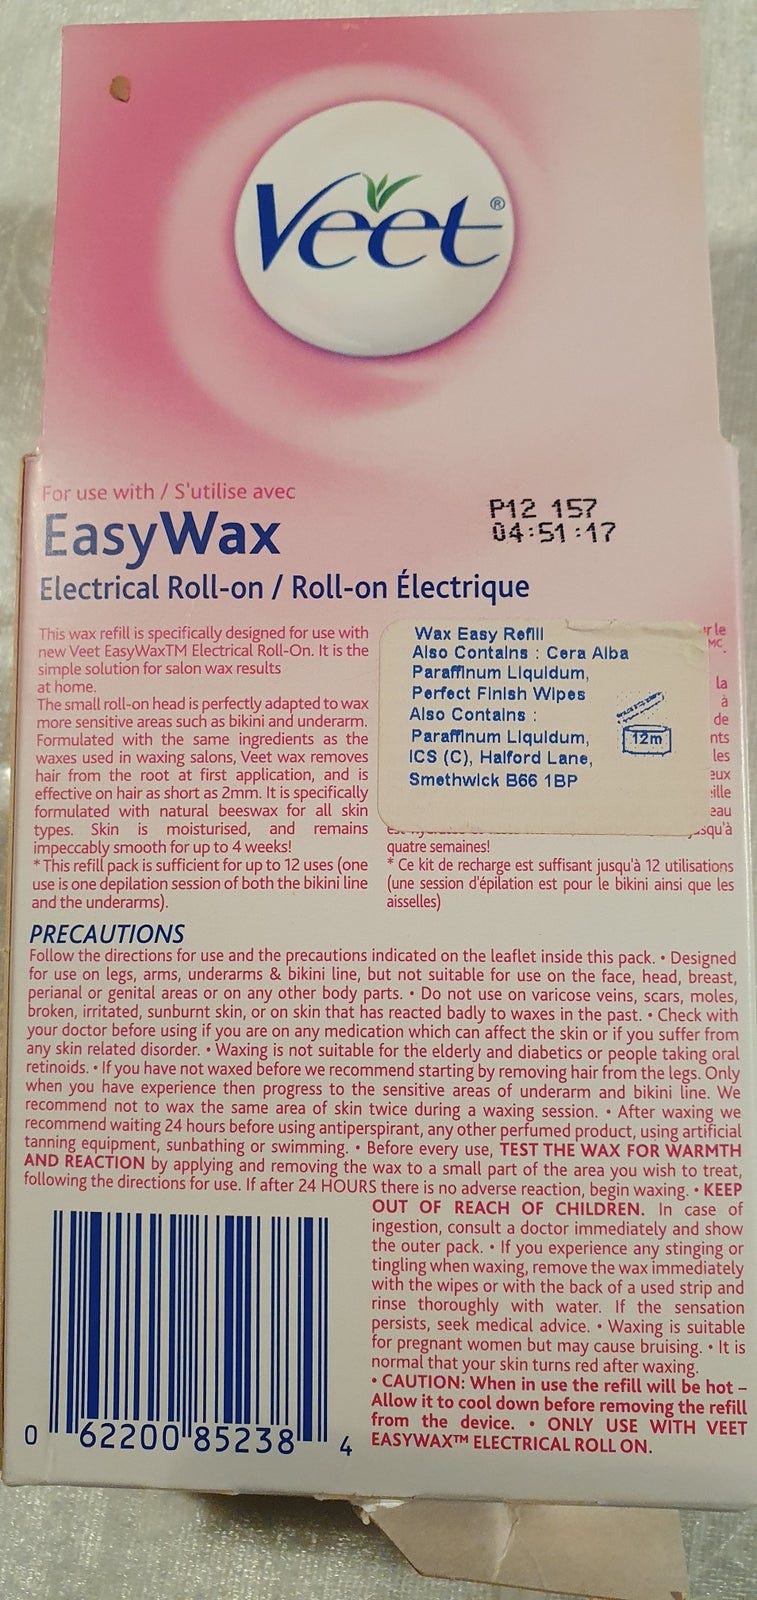 Veet®
For use with / S'utilise avec
EasyWax
Electrical Roll-on / Roll-on Électrique
P12 157
04:51:17
This wax refill is specifically designed for use with
new Veet EasyWaxTM Electrical Roll-On. It is the
simple solution for salon wax results
at home.
The small roll-on head is perfectly adapted to wax
more sensitive areas such as bikini and underarm.
Formulated with the same ingredients as the
waxes used in waxing salons, Veet wax removes
hair from the root at first application, and is
effective on hair as short as 2mm. It is specifically
formulated with natural beeswax for all skin
types. Skin is moisturised, and remains
impeccably smooth for up to 4 weeks!
* This refill pack is sufficient for up to 12 uses (one
use is one depilation session of both the bikini line
and the underarms).
Wax Easy Refill
Also Contains : Cera Alba
Paraffinum Liquidum,
Perfect Finish Wipes
Also Contains :
Paraffinum Liquidum,
ICS (C), Halford Lane,
Smethwick B66 1BP
12m
le
MC
la
à
de
les
quatre semaines!
* Ce kit de recharge est suffisant jusqu'à 12 utilisations
(une session d'épilation est pour le bikini ainsi que les
aisselles)
PRECAUTIONS
Follow the directions for use and the precautions indicated on the leaflet inside this pack. • Designed
for use on legs, arms, underarms & bikini line, but not suitable for use on the face, head, breast,
perianal or genital areas or on any other body parts. • Do not use on varicose veins, scars, moles,
broken, irritated, sunburnt skin, or on skin that has reacted badly to waxes in the past. • Check with
your doctor before using if you are on any medication which can affect the skin or if you suffer from
any skin related disorder. • Waxing is not suitable for the elderly and diabetics or people taking oral
retinoids. • If you have not waxed before we recommend starting by removing hair from the legs. Only
when you have experience then progress to the sensitive areas of underarm and bikini line. We
recommend not to wax the same area of skin twice during a waxing session. • After waxing we
recommend waiting 24 hours before using antiperspirant, any other perfumed product, using artificial
tanning equipment, sunbathing or swimming. • Before every use, TEST THE WAX FOR WARMTH
AND REACTION by applying and removing the wax to a small part of the area you wish to treat,
following the directions for use. If after 24 HOURS there is no adverse reaction, begin waxing. • KEEP
OUT OF REACH OF CHILDREN. In case of
ingestion, consult a doctor immediately and show
the outer pack. • If you experience any stinging or
tingling when waxing, remove the wax immediately
with the wipes or with the back of a used strip and
rinse thoroughly with water. If the sensation
persists, seek medical advice. • Waxing is suitable
for pregnant women but may cause bruising. • It is
normal that your skin turns red after waxing.
• CAUTION: When in use the refill will be hot –
Allow it to cool down before removing the refill
from the device. • ONLY USE WITH VEET
EASYWAX™ ELECTRICAL ROLL ON.
0 62200 85238 4